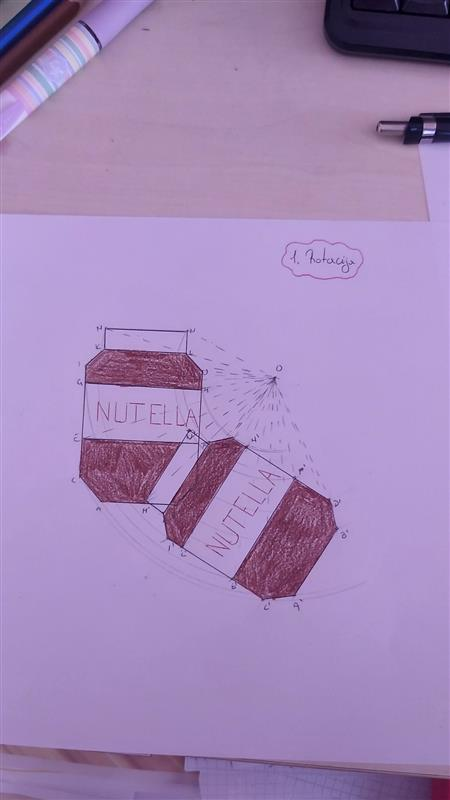 1. Rotacija
M N
K L
O
I J
G H
NUTELLA
E
C
A
M'
H'
F'
D'
NUTELLA
B'
C' A'